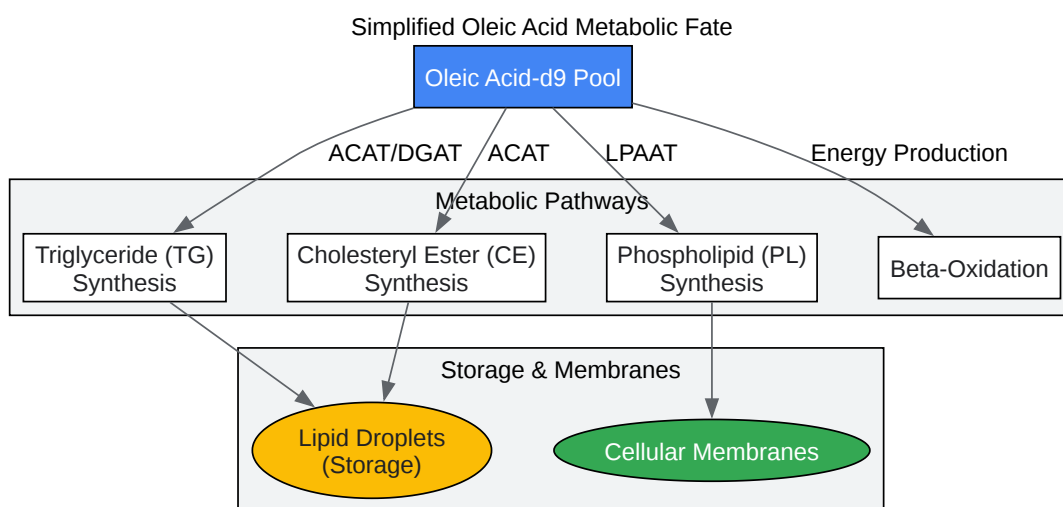 Simplified Oleic Acid Metabolic Fate
Oleic Acid-d9 Pool
ACAT/DGAT
ACAT
LPAAT
Energy Production
Metabolic Pathways
Triglyceride (TG)
Synthesis
Cholesteryl Ester (CE)
Synthesis
Phospholipid (PL)
Synthesis
Beta-Oxidation
Storage & Membranes
Lipid Droplets
(Storage)
Cellular Membranes